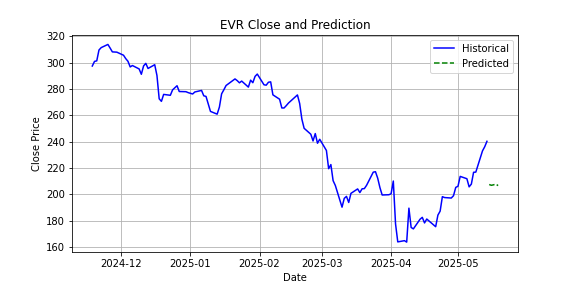 EVR Close and Prediction
Close Price
320
300
280
260
240
220
200
180
160
Historical
Predicted
2024-12 2025-01 2025-02 2025-03 2025-04 2025-05
Date